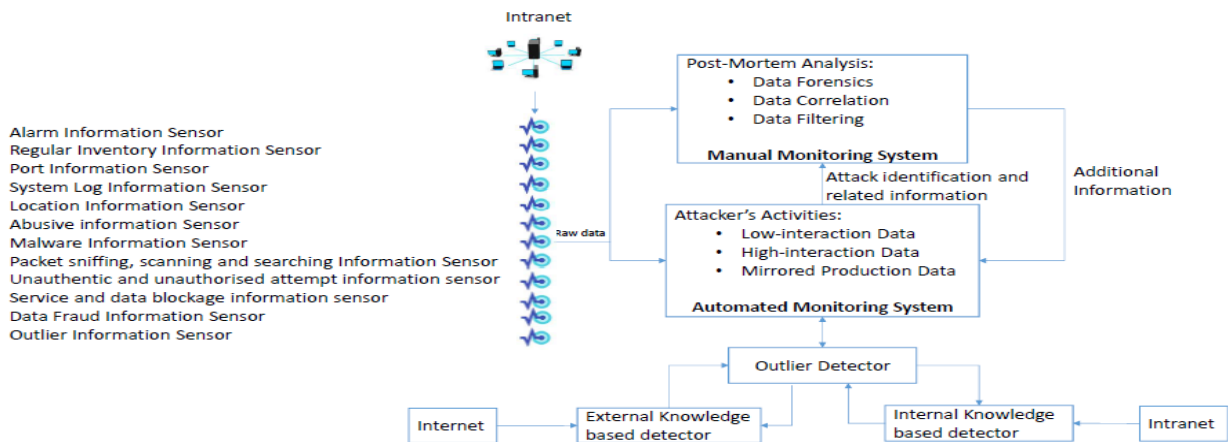 Intranet
Alarm Information Sensor
Regular Inventory Information Sensor
Port Information Sensor
System Log Information Sensor
Location Information Sensor
Abusive information Sensor
Malware Information Sensor
Packet sniffing, scanning and searching Information Sensor
Unauthentic and unauthorised attempt information sensor
Service and data blockage information sensor
Data Fraud Information Sensor
Outlier Information Sensor
Raw data
Post-Mortem Analysis:
• Data Forensics
• Data Correlation
• Data Filtering
Manual Monitoring System
Attack identification and
related information
Additional
Information
Attacker's Activities:
• Low-interaction Data
• High-interaction Data
• Mirrored Production Data
Automated Monitoring System
Outlier Detector
Internet
External Knowledge
based detector
Internal Knowledge
based detector
Intranet